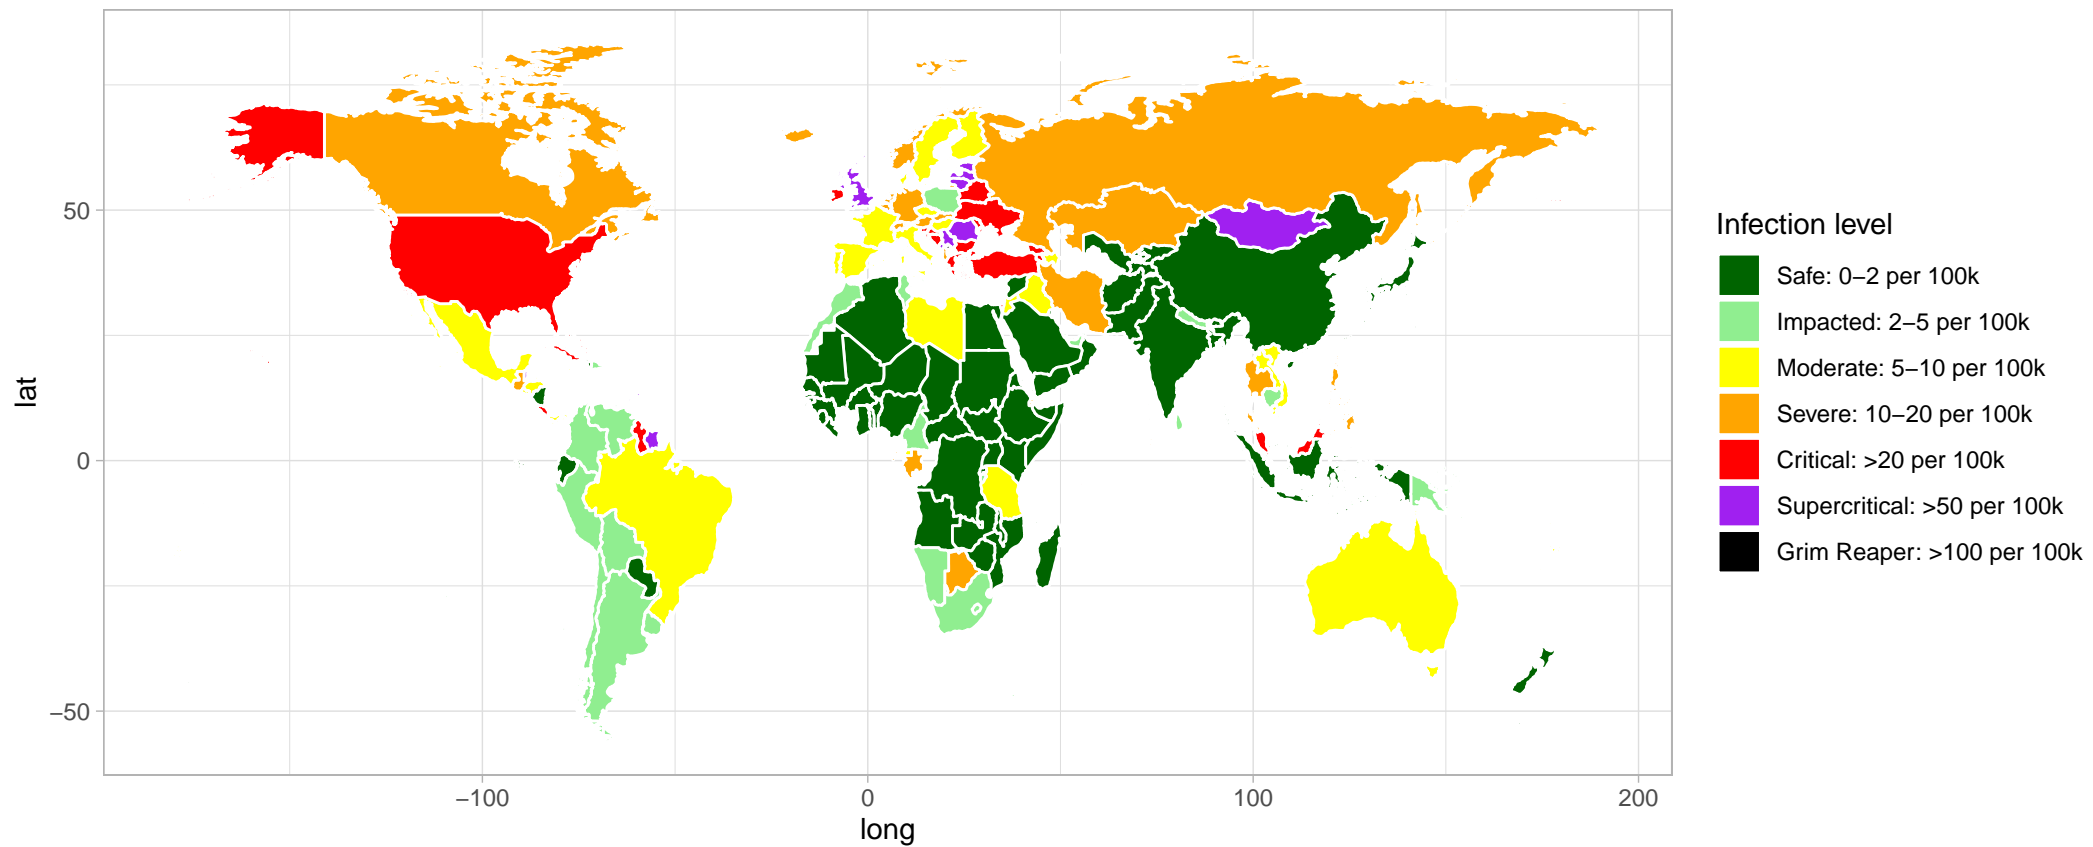 50
0
−50
lat
−100
0
100
200
long
Infection level
Safe: 0−2 per 100k
Impacted: 2−5 per 100k
Moderate: 5−10 per 100k
Severe: 10−20 per 100k
Critical: >20 per 100k
Supercritical: >50 per 100k
Grim Reaper: >100 per 100k